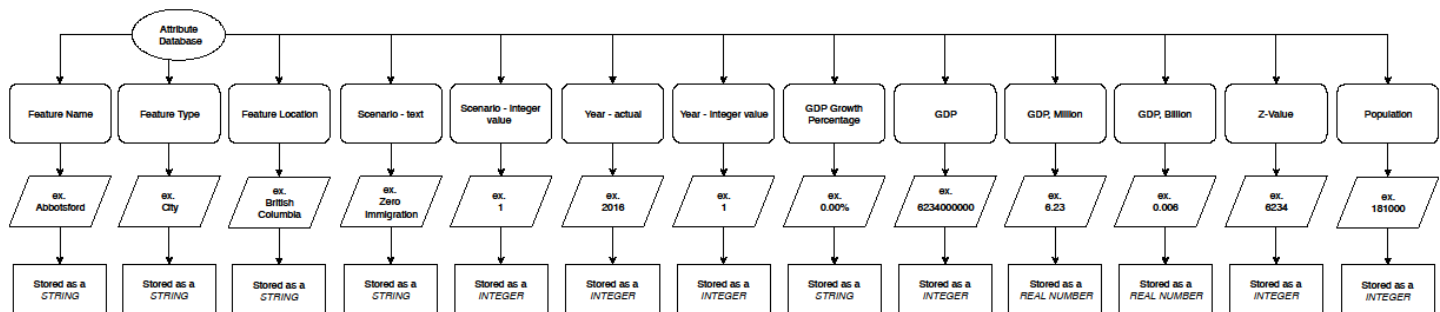 Attribute
Database
Feature Name
Feature Type
Feature Location
Scenario - text
Scenario - Integer
value
Year - actual
Year - Integer value
GDP Growth
Percentage
GDP
GDP, Million
GDP, Billion
Z-Value
Population
ex.
Abbotsford
ex.
City
ex.
British
Columbia
ex.
Zero
Immigration
ex.
1
ex.
2016
ex.
1
ex.
0.00%
ex.
6234000000
ex.
6.23
ex.
0.006
ex.
6234
ex.
181000
Stored as a
STRING
Stored as a
STRING
Stored as a
STRING
Stored as a
STRING
Stored as a
INTEGER
Stored as a
INTEGER
Stored as a
INTEGER
Stored as a
STRING
Stored as a
INTEGER
Stored as a
REAL NUMBER
Stored as a
REAL NUMBER
Stored as a
INTEGER
Stored as a
INTEGER